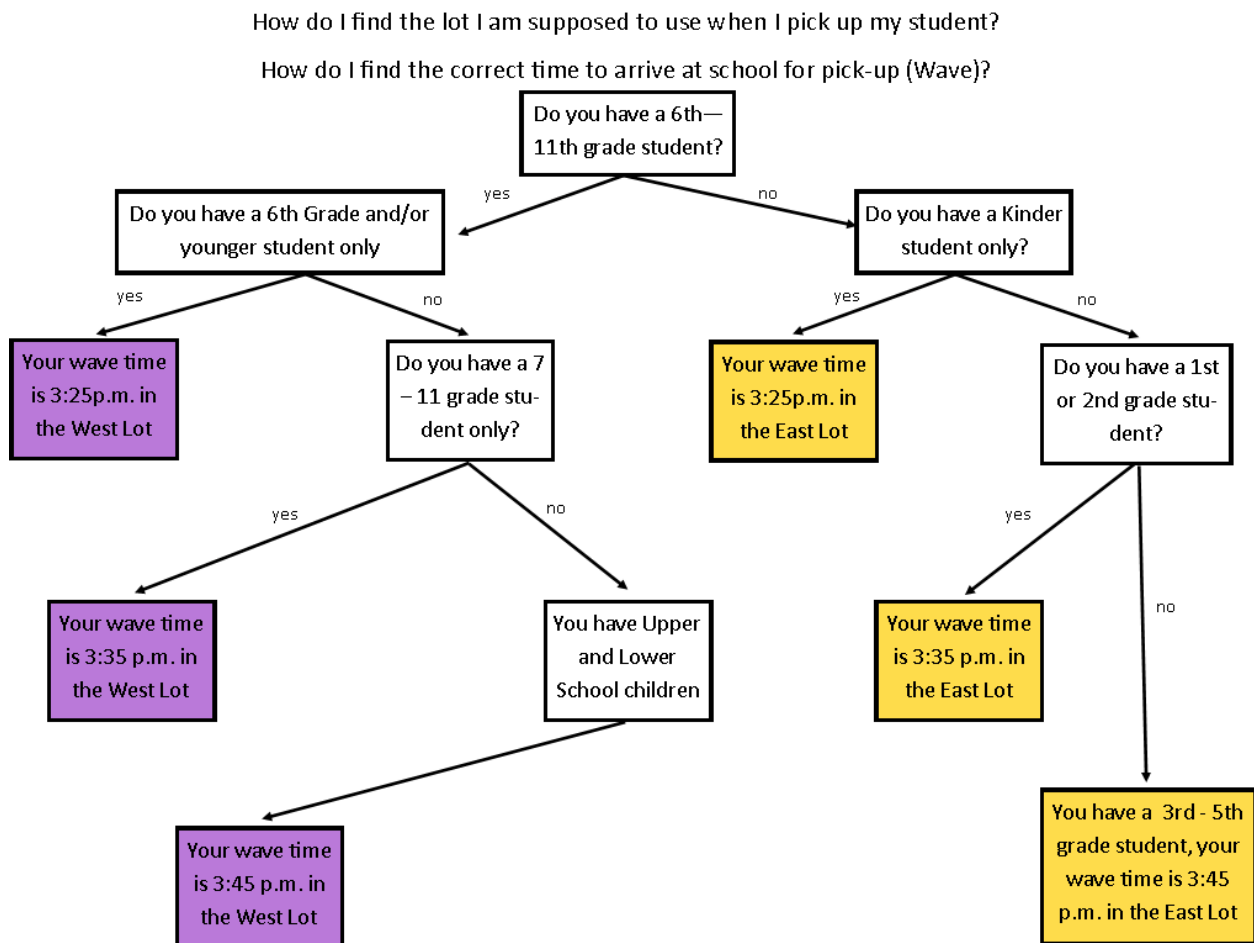 How do I find the lot I am supposed to use when I pick up my student?
How do I find the correct time to arrive at school for pick-up (Wave)?
Do you have a 6th—
11th grade student?
yes
no
Do you have a 6th Grade and/or
younger student only
Do you have a Kinder
student only?
yes
no
yes
no
Your wave time
is 3:25p.m. in
the West Lot
Do you have a 7
– 11 grade stu-
dent only?
Your wave time
is 3:25p.m. in
the East Lot
Do you have a 1st
or 2nd grade stu-
dent?
yes
no
yes
no
Your wave time
is 3:35 p.m. in
the West Lot
You have Upper
and Lower
School children
Your wave time
is 3:35 p.m. in
the East Lot
Your wave time
is 3:45 p.m. in
the West Lot
You have a  3rd - 5th
grade student, your
wave time is 3:45
p.m. in the East Lot